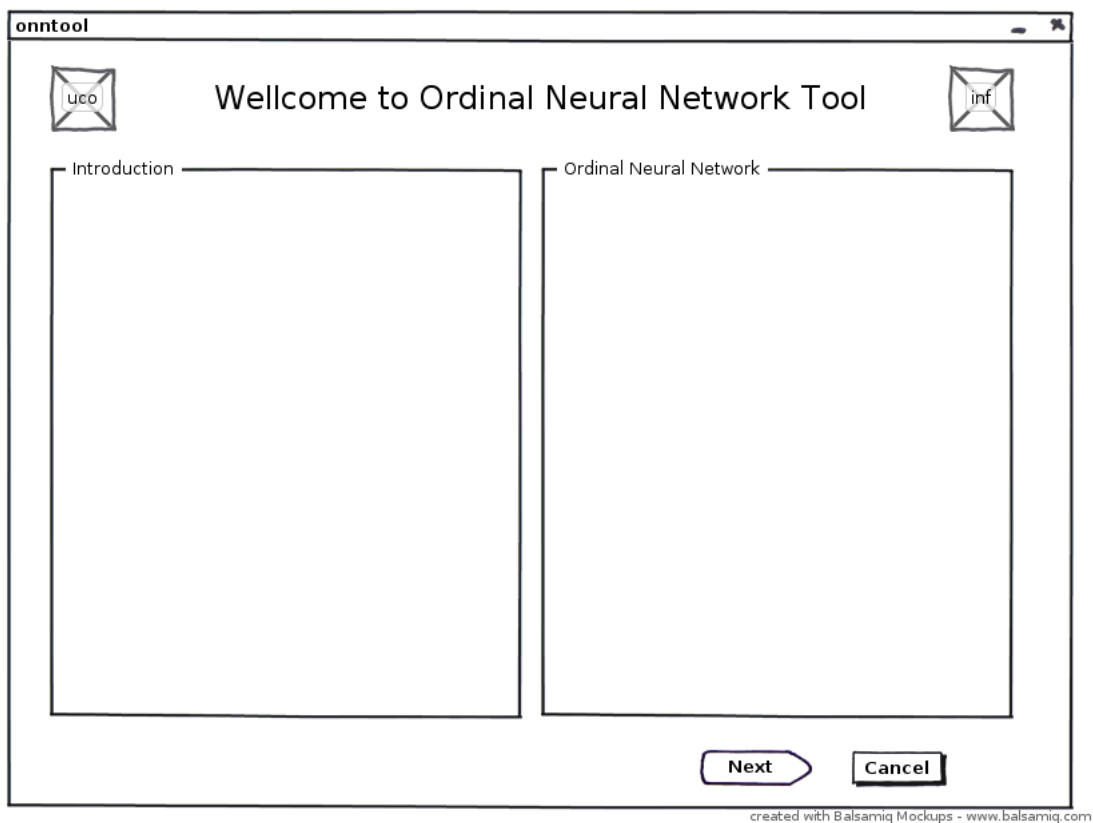 onntool
uco
Wellcome to Ordinal Neural Network Tool
inf
Introduction
Ordinal Neural Network
Next
Cancel
created with Balsamiq Mockups - www.balsamiq.com